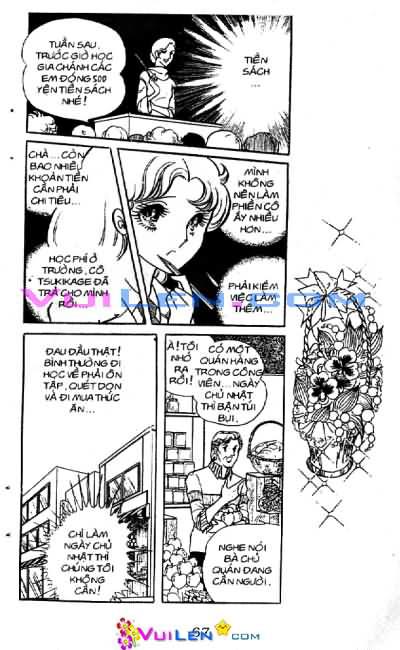 TUẦN SAU,
TRƯỚC GIỜ HỌC
GIA CHÁNH CÁC
EM ĐÓNG 500
YÊN TIỀN SÁCH
NHÉ!
TIỀN
SÁCH
...
CHÀ...CÒN
BAO NHIÊU
KHOẢN TIỀN
CẦN PHẢI
CHI TIÊU...
MÌNH
KHÔNG
NÊN LÀM
PHIỀN CÔ
ẤY NHIỀU
HƠN...
HỌC PHÍ Ở
TRƯỜNG, CÔ
TSUKIKAGE ĐÃ
TRẢ CHO MÌNH
RỒI...
PHẢI KIẾM
VIỆC LÀM
THÊM...
VUILEN.COM
ĐAU ĐẦU THẬT!
BÌNH THƯỜNG ĐI
HỌC VỀ PHẢI ÔN
TẬP, QUÉT DỌN
VÀ ĐI MUA THỨC
ĂN...
À! TÔI
NHỚ
RA
RỒI!
CÓ MỘT
QUÁN HÀNG
TRONG CÔNG
VIÊN...NGÀY
CHỦ NHẬT
THÌ BẬN TÚI
BỤI.
CHỈ LÀM
NGÀY CHỦ
NHẬT THÌ
CHÚNG TÔI
KHÔNG
CẦN!
NGHE NÓI
BÀ CHỦ
QUÁN ĐANG
CẦN NGƯỜI.
67
VUILEN.COM